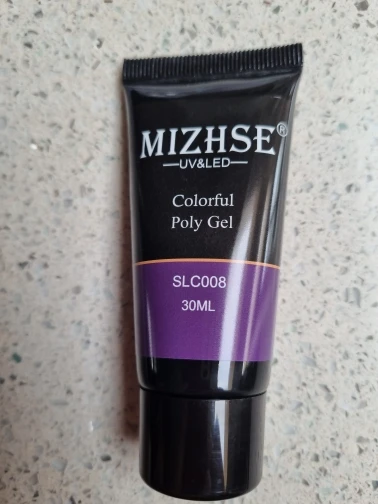 MIZHSE®
UV&LED
Colorful
Poly Gel
SLC008
30ML